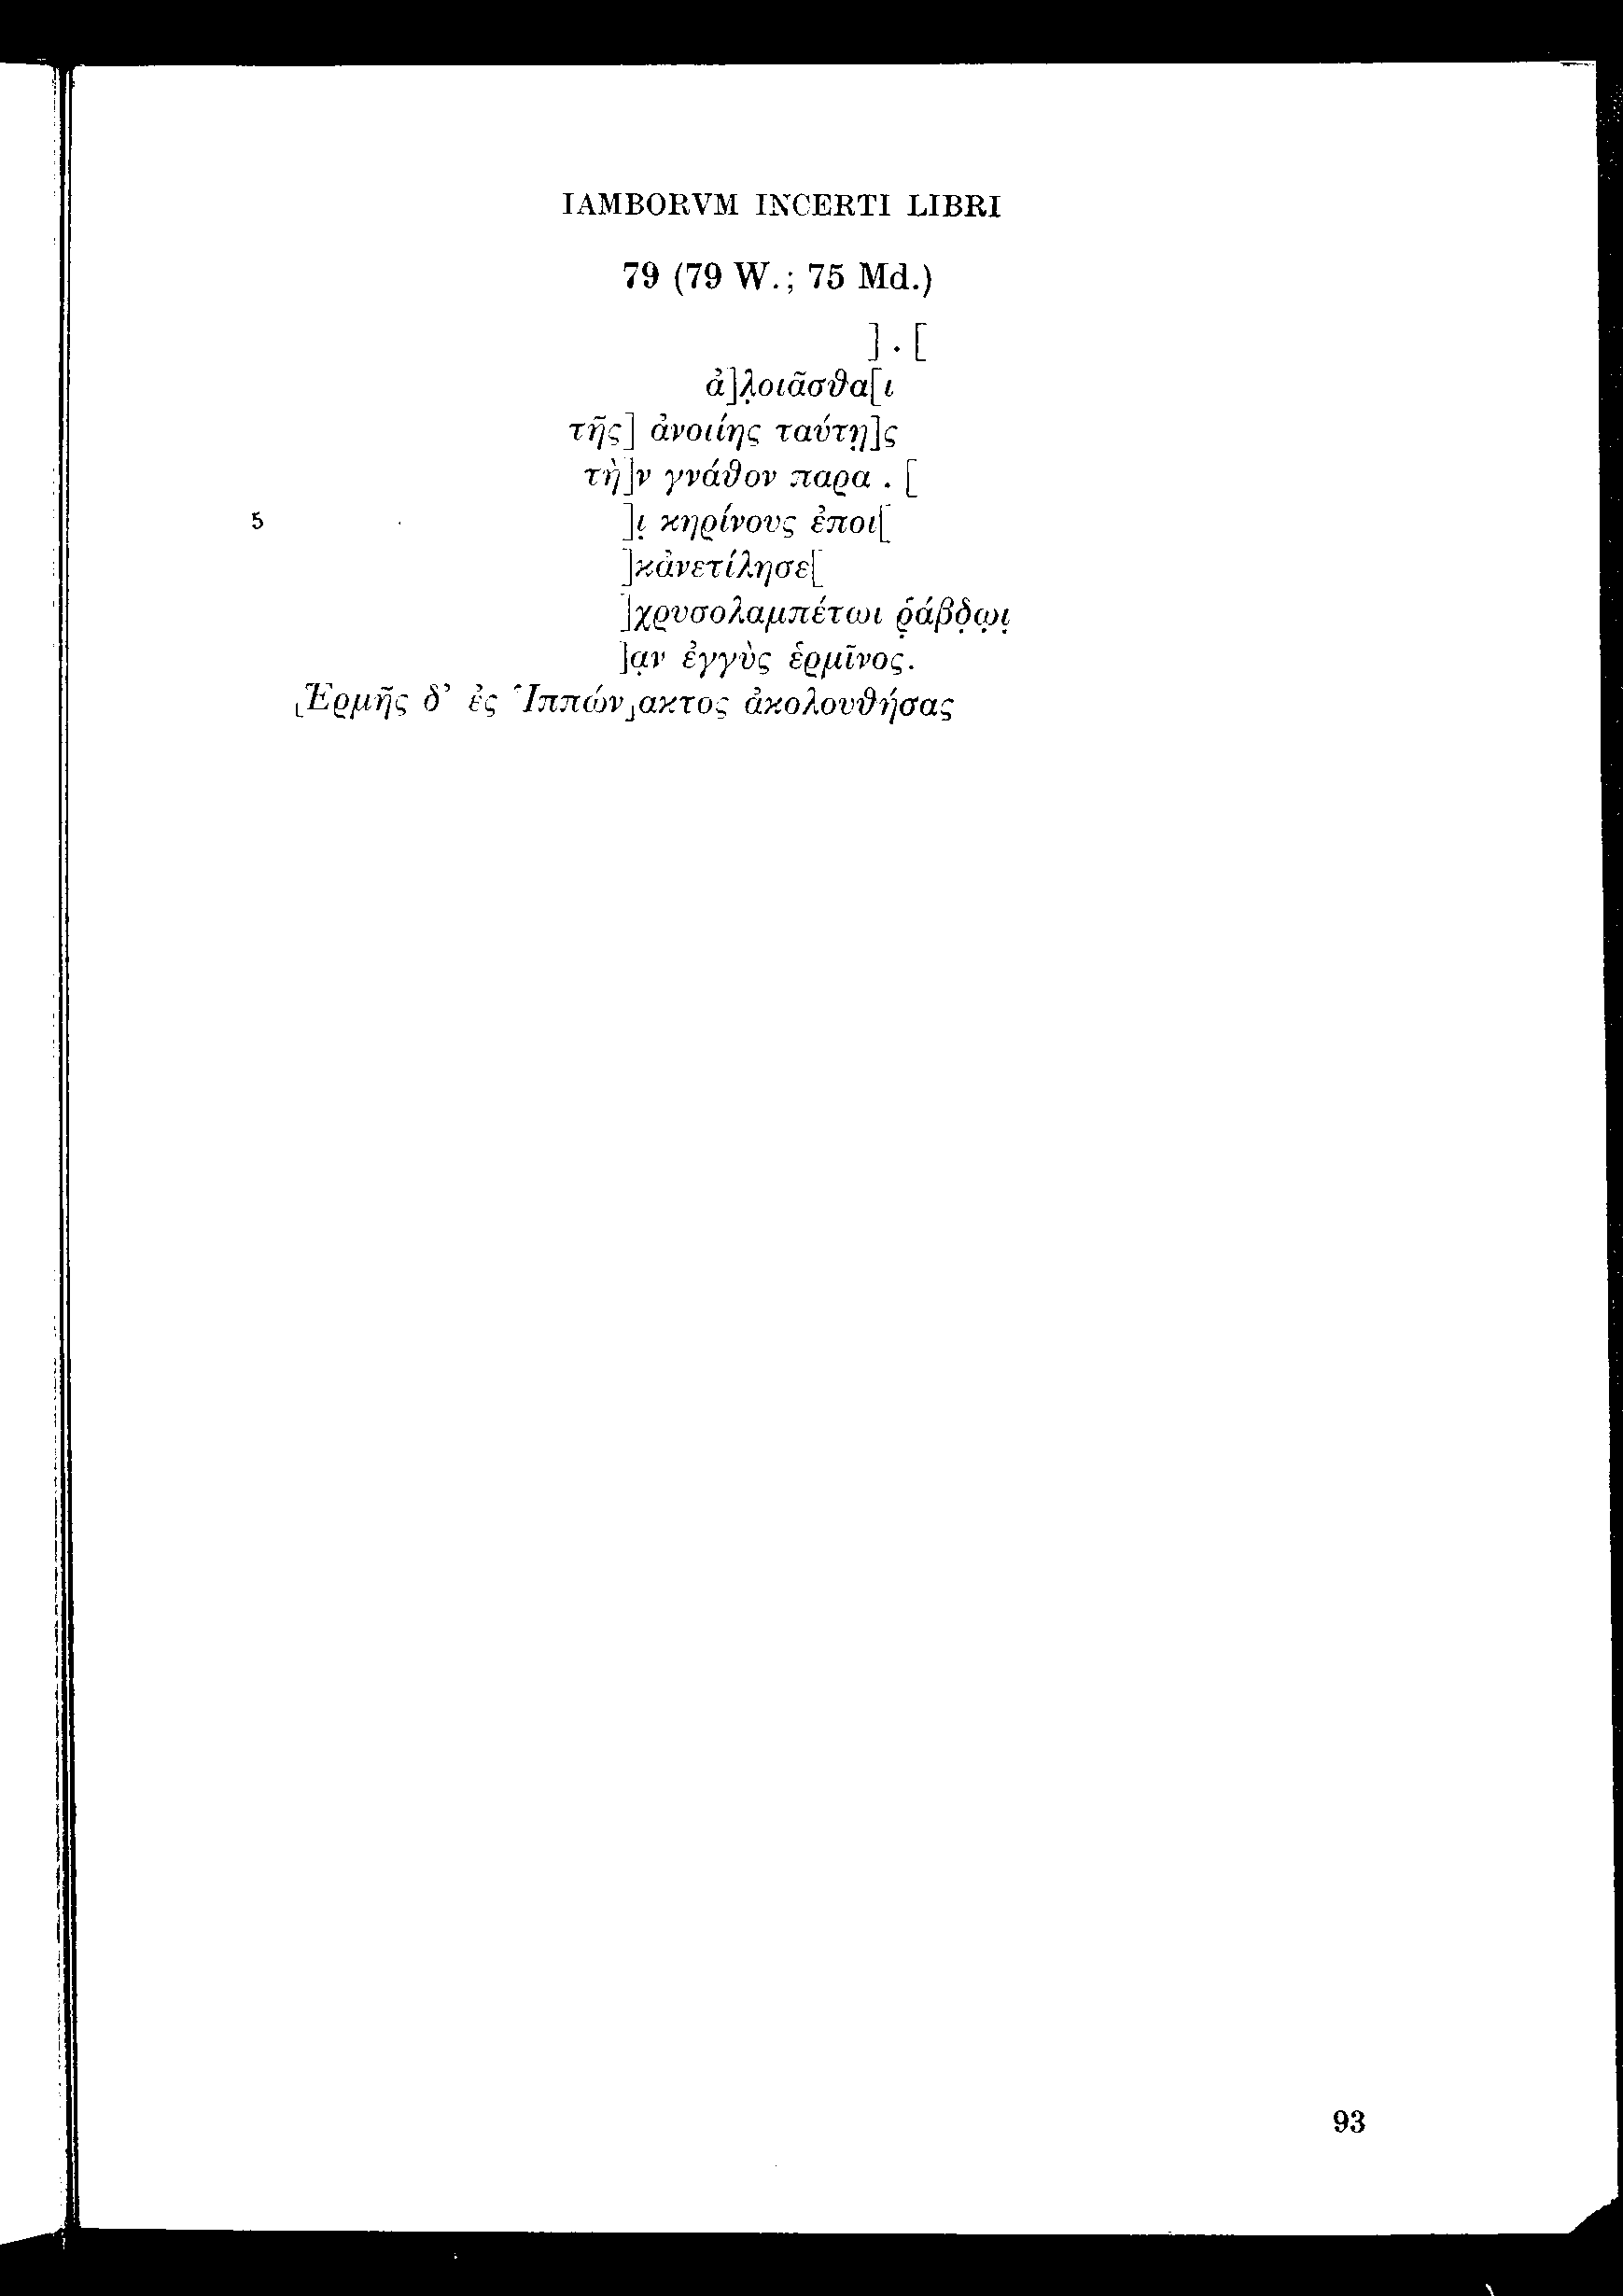 IAMBORVM INCERTI LIBRI
79 (79 W.; 75 Md.)
] . [
ἀ]λ̣οιᾶσθα[ι
τῆς] ἀνοιίης ταύτη̣]ς
τὴ]ν γνάθον παρα . [
5 ]ι̣ κηρίνους ἐποι[
]κἀνετίλησε[
]χρυσολαμπέτωι ῥάβδ̣ω̣ι̣
]α̣ν ἐγγὺς ἑρμῖνος.
⌊Ἑρμῆς δ’ ἐς Ἱππών⌋ακτος ἀκολουθήσας
93